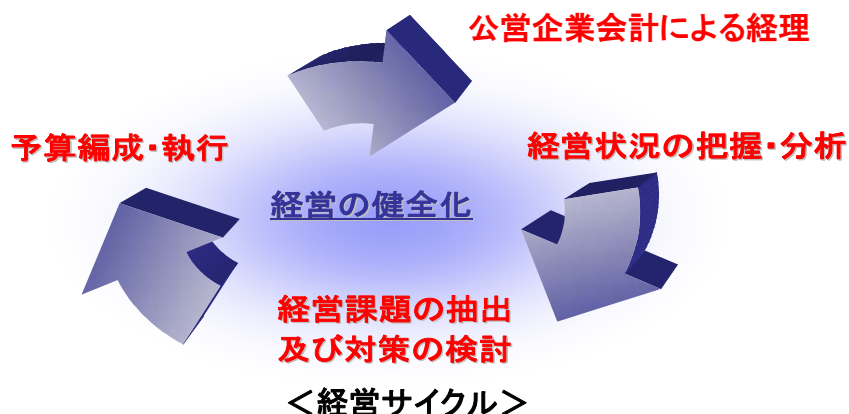 公営企業会計による経理
予算編成・執行
経営状況の把握・分析
経営の健全化
経営課題の抽出
及び対策の検討
＜経営サイクル＞